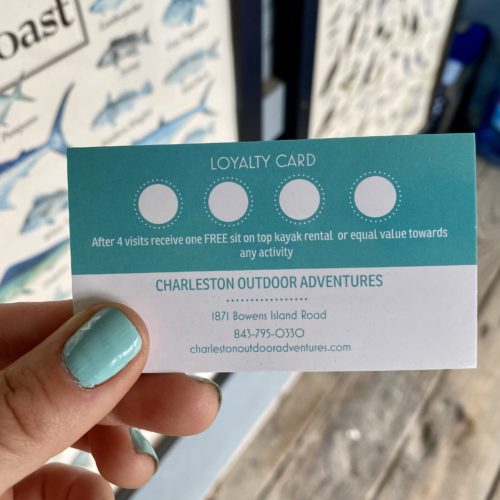 oast
LOYALTY CARD
After 4 visits receive one FREE sit on top kayak rental or equal value towards
any activity
CHARLESTON OUTDOOR ADVENTURES
1871 Bowens Island Road
843-795-0330
charlestonoutdooradventures.com